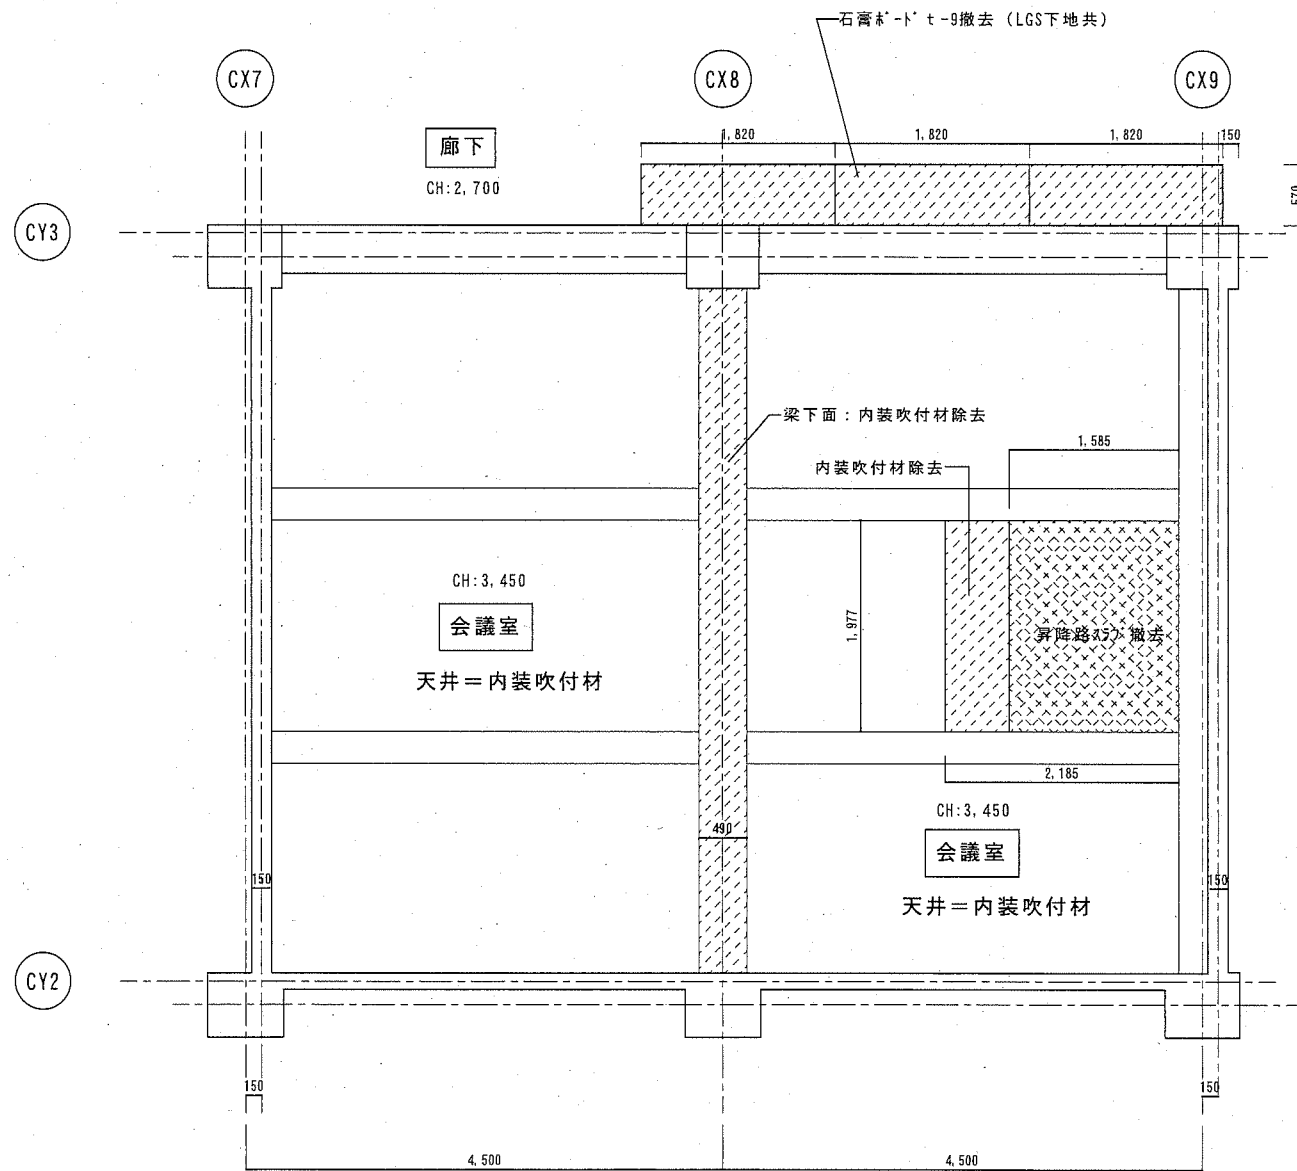 石膏ﾎﾞｰﾄﾞ t-9撤去 (LGS下地共)
CX7
CX8
CX9
1,820
1,820
1,820
150
廊下
CH:2,700
570
CY3
梁下面：内装吹付材除去
内装吹付材除去
1,585
CH:3,450
会議室
天井＝内装吹付材
1,977
昇降路ｽﾗﾌﾞ撤去
2,185
CH:3,450
会議室
天井＝内装吹付材
490
150
150
CY2
150
150
4,500
4,500